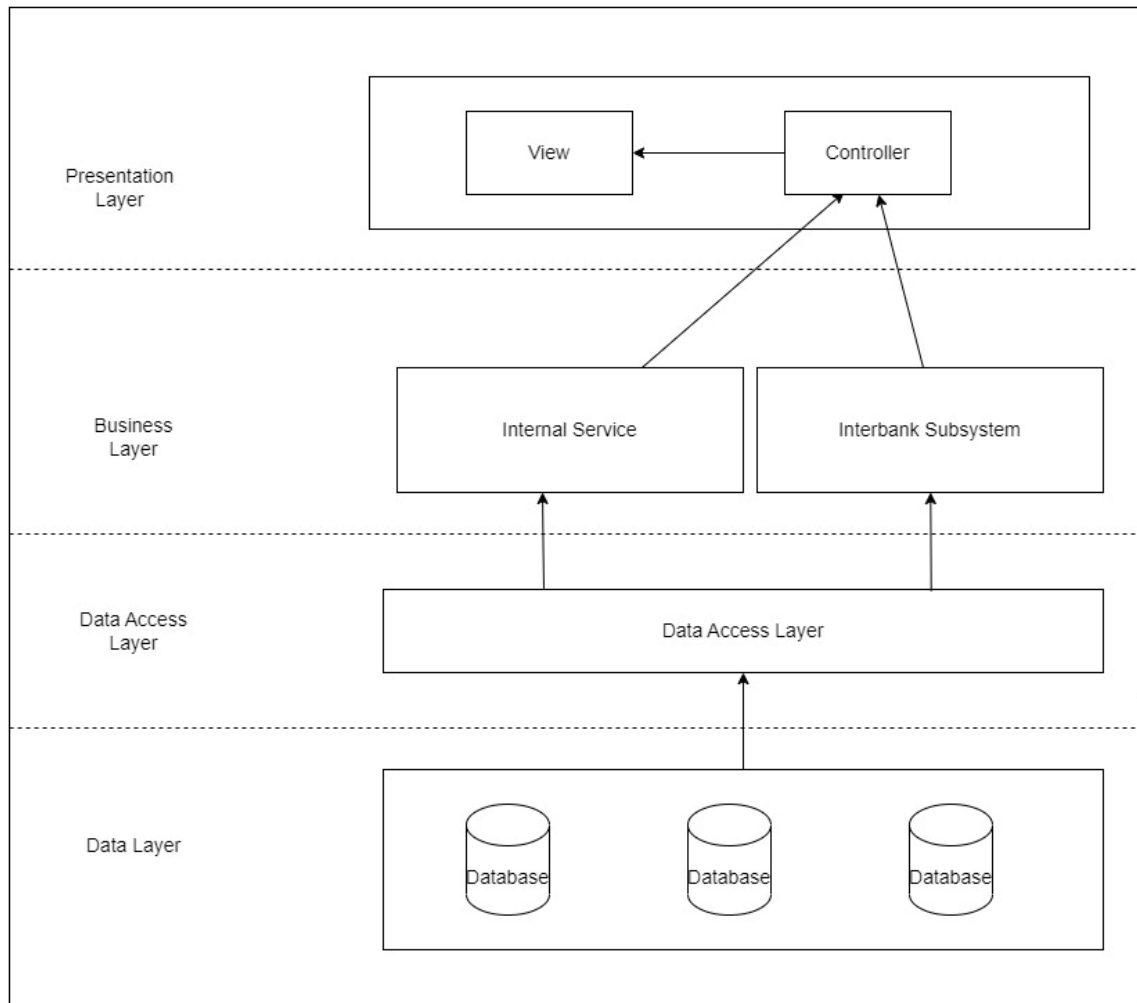 View
Controller
Presentation
Layer
Business
Layer
Internal Service
Interbank Subsystem
Data Access
Layer
Data Access Layer
Data Layer
Database
Database
Database